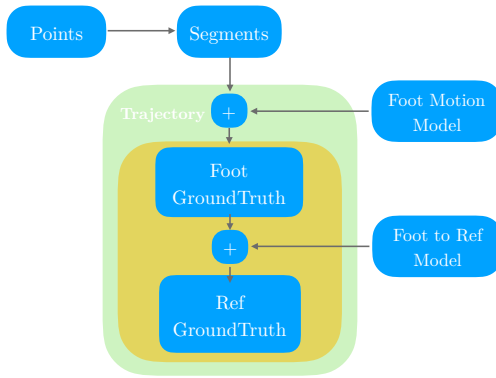 Points
Segments
Trajectory
+
Foot Motion
Model
Foot
GroundTruth
+
Foot to Ref
Model
Ref
GroundTruth